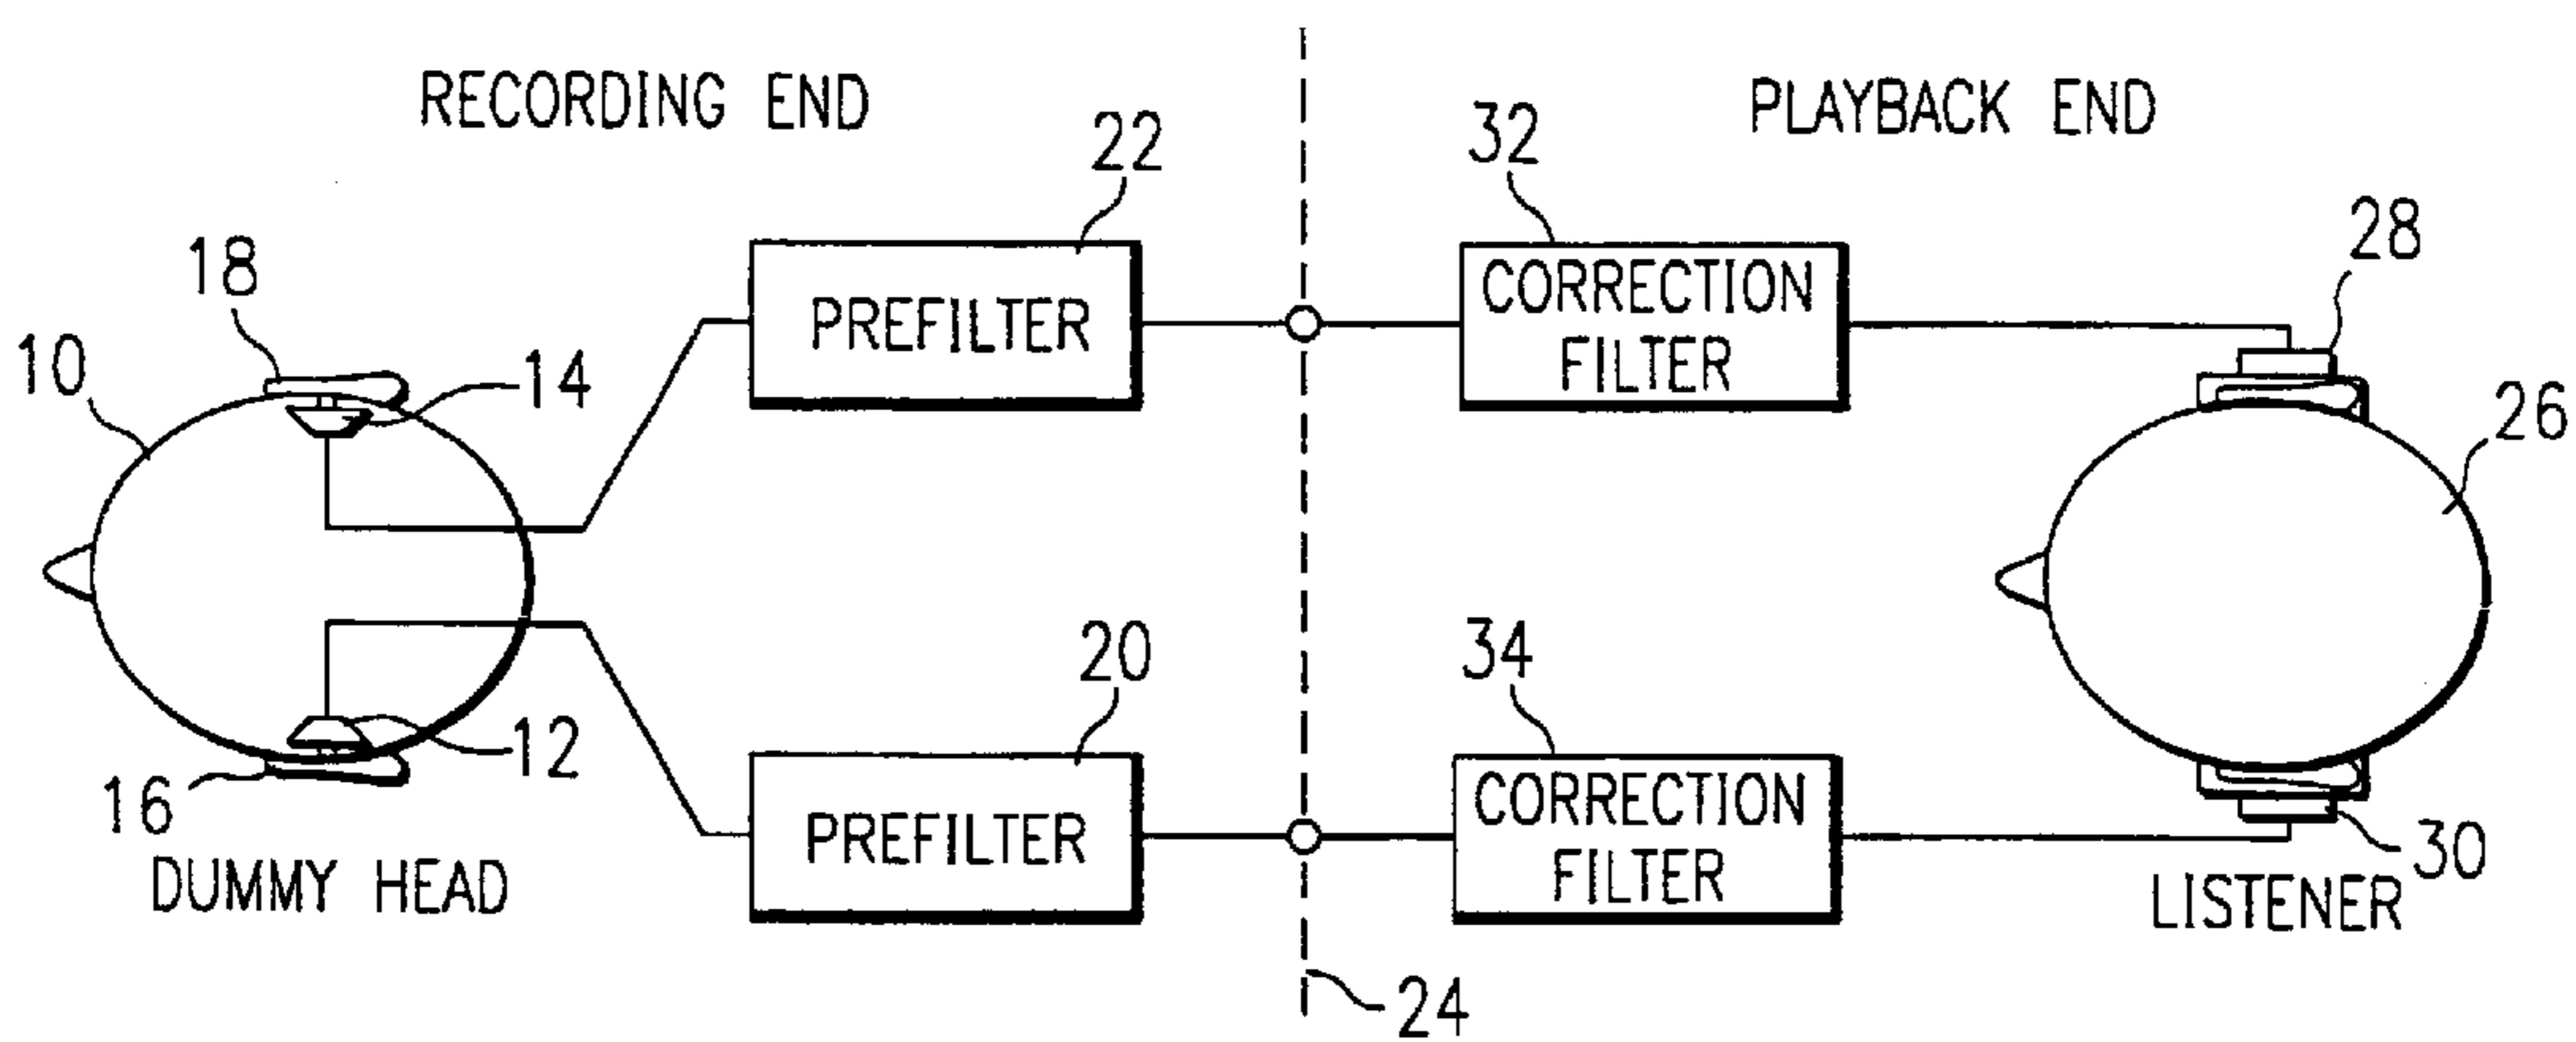 RECORDING END
PLAYBACK END
22
32
28
18
14
10
PREFILTER
CORRECTION
FILTER
26
20
34
12
16
PREFILTER
CORRECTION
FILTER
30
DUMMY HEAD
LISTENER
24